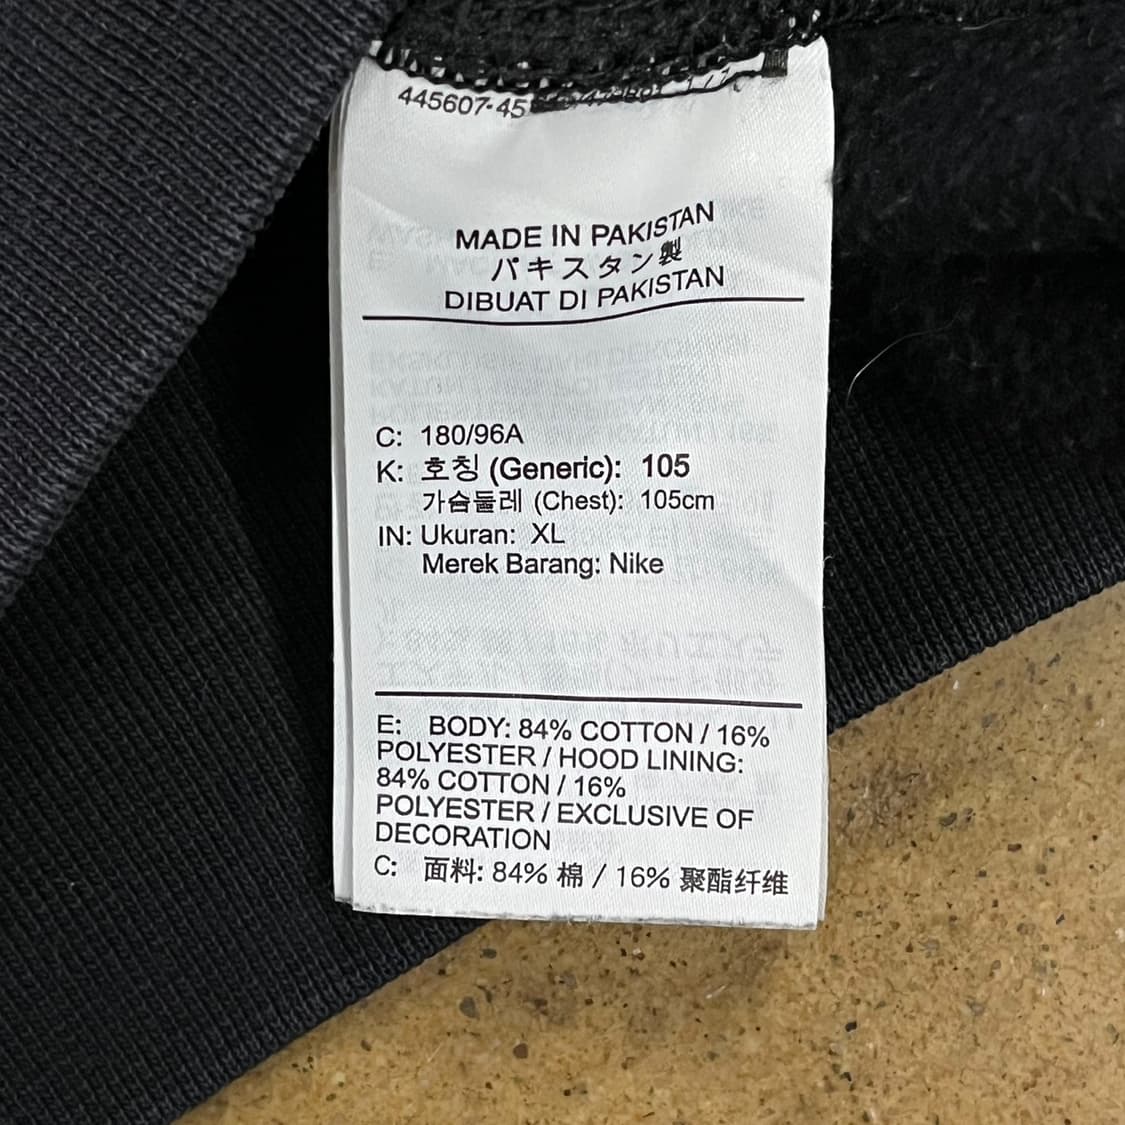 445607-45
MADE IN PAKISTAN
パキスタン製
DIBUAT DI PAKISTAN
C: 180/96A
K: 호칭 (Generic): 105
가슴둘레 (Chest): 105cm
IN: Ukuran: XL
Merek Barang: Nike
E: BODY: 84% COTTON / 16%
POLYESTER / HOOD LINING:
84% COTTON / 16%
POLYESTER / EXCLUSIVE OF
DECORATION
C: 面料: 84% 棉 / 16% 聚酯纤维